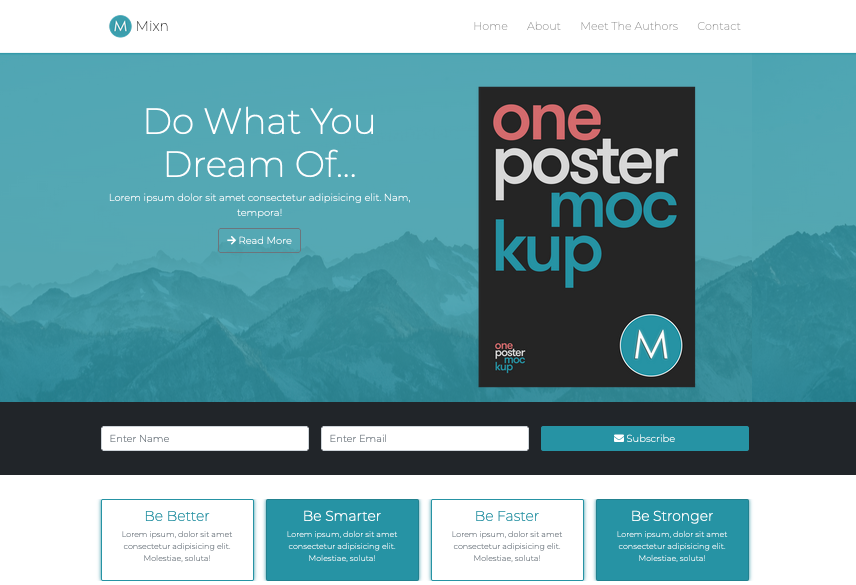 M Mixn
Home About Meet The Authors Contact
Do What You
Dream Of...
Lorem ipsum dolor sit amet consectetur adipisicing elit. Nam,
tempora!
Read More
one
poster
moc
kup
one
poster
moc
kup
M
Enter Name
Enter Email
Subscribe
Be Better
Lorem ipsum, dolor sit amet
consectetur adipisicing elit.
Molestiae, soluta!
Be Smarter
Lorem ipsum, dolor sit amet
consectetur adipisicing elit.
Molestiae, soluta!
Be Faster
Lorem ipsum, dolor sit amet
consectetur adipisicing elit.
Molestiae, soluta!
Be Stronger
Lorem ipsum, dolor sit amet
consectetur adipisicing elit.
Molestiae, soluta!